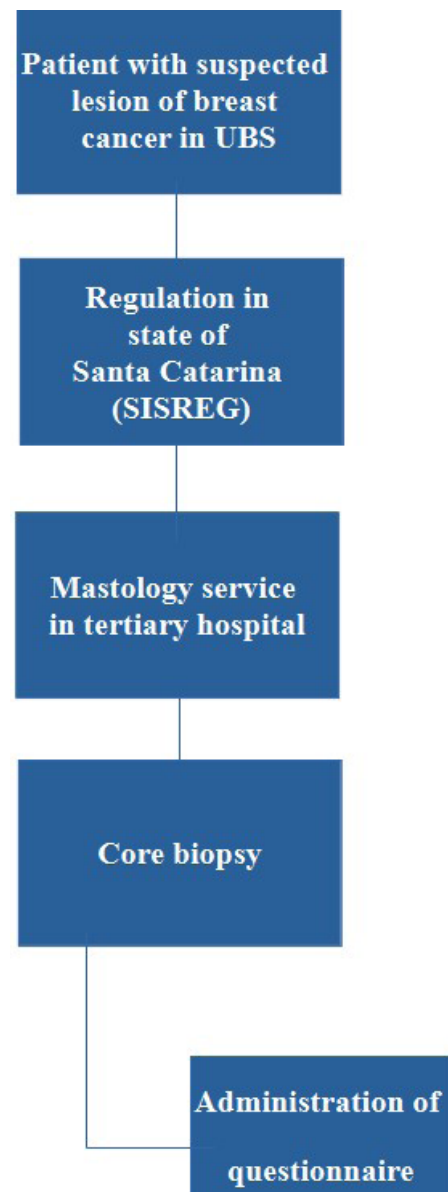 Patient with suspected
lesion of breast
cancer in UBS
Regulation in
state of
Santa Catarina
(SISREG)
Mastology service
in tertiary hospital
Core biopsy
Administration of
questionnaire